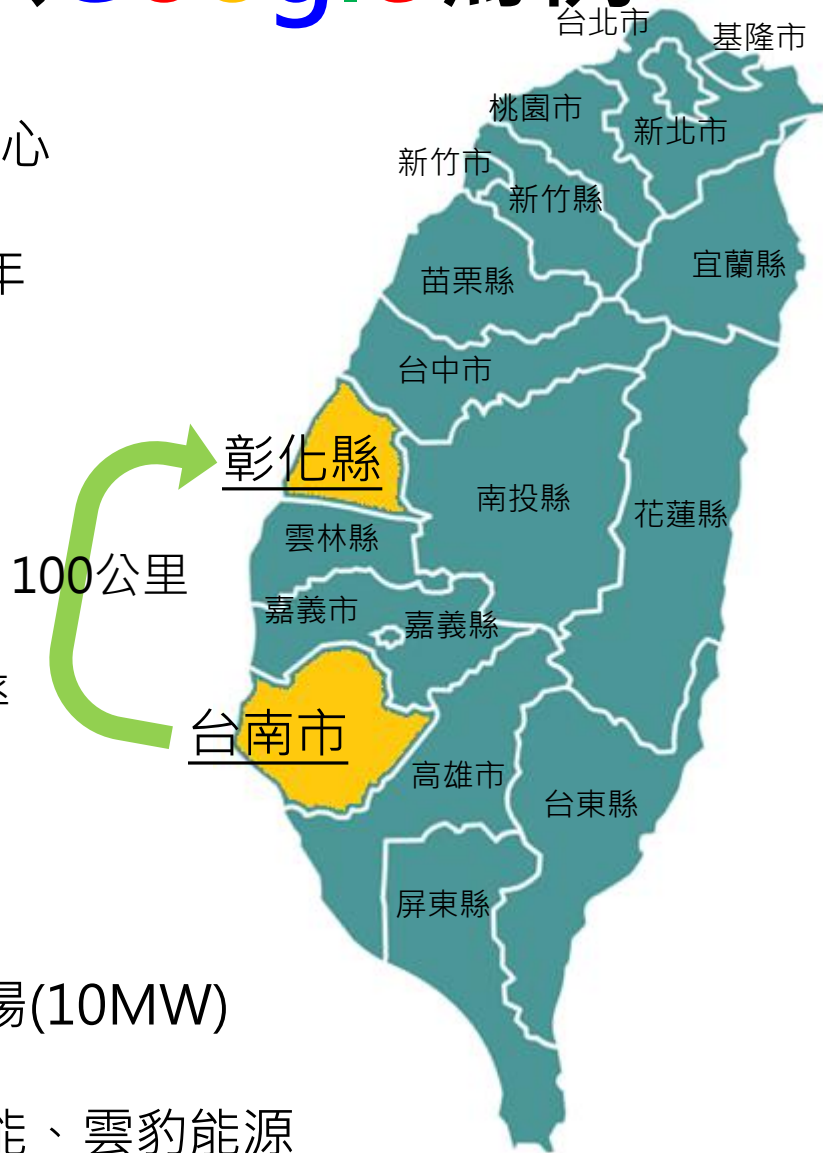 Google
台北市
基隆市
桃園市
新北市
心
新竹市
新竹縣
年
苗栗縣
宜蘭縣
台中市
彰化縣
南投縣
花蓮縣
雲林縣
100公里
嘉義市
嘉義縣
台南市
高雄市
台東縣
屏東縣
(10MW)
能、雲豹能源